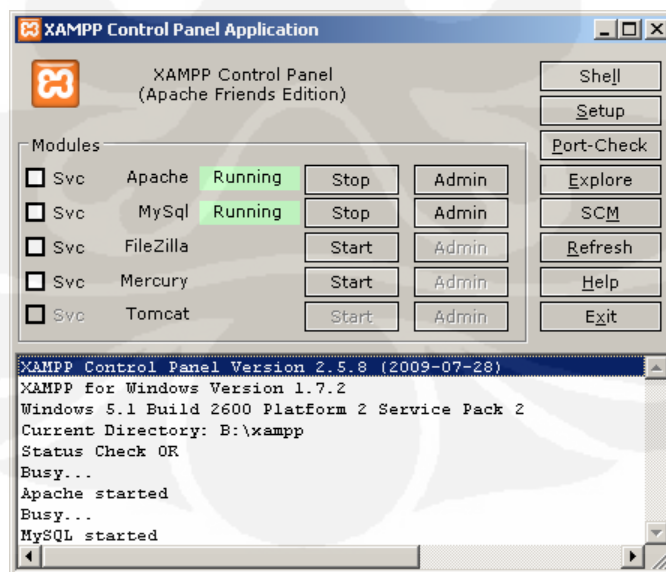 XAMPP Control Panel Application
XAMPP Control Panel
(Apache Friends Edition)
Shell
Setup
Port-Check
Explore
SCM
Refresh
Help
Exit
Modules
Svc Apache Running Stop Admin
Svc MySql Running Stop Admin
Svc FileZilla Start Admin
Svc Mercury Start Admin
Svc Tomcat Start Admin
XAMPP Control Panel Version 2.5.8 (2009-07-28)
XAMPP for Windows Version 1.7.2
Windows 5.1 Build 2600 Platform 2 Service Pack 2
Current Directory: B:\xampp
Status Check OK
Busy...
Apache started
Busy...
MySQL started